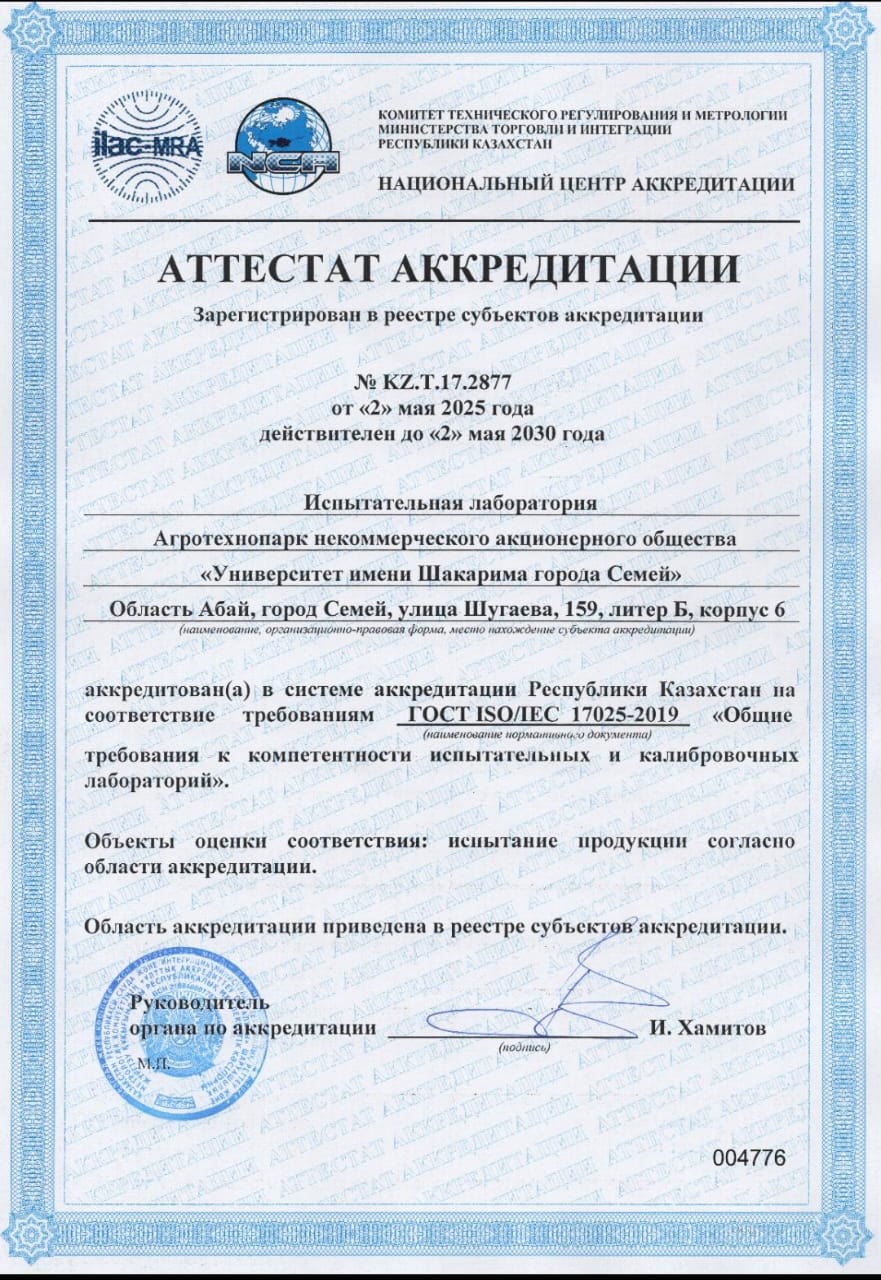 ilac-MRA
NCA
КОМИТЕТ ТЕХНИЧЕСКОГО РЕГУЛИРОВАНИЯ И МЕТРОЛОГИИ
МИНИСТЕРСТВА ТОРГОВЛИ И ИНТЕГРАЦИИ
РЕСПУБЛИКИ КАЗАХСТАН
НАЦИОНАЛЬНЫЙ ЦЕНТР АККРЕДИТАЦИИ
АТТЕСТАТ АККРЕДИТАЦИИ
Зарегистрирован в реестре субъектов аккредитации
№ KZ.T.17.2877
от «2» мая 2025 года
действителен до «2» мая 2030 года
Испытательная лаборатория
Агротехнопарк некоммерческого акционерного общества
«Университет имени Шакарима города Семей»
Область Абай, город Семей, улица Шугаева, 159, литер Б, корпус 6
(наименование, организационно-правовая форма, место нахождение субъекта аккредитации)
аккредитован(а) в системе аккредитации Республики Казахстан на
соответствие требованиям ГОСТ ISO/IEC 17025-2019 «Общие
(наименование нормативного документа)
требования к компетентности испытательных и калибровочных
лабораторий».
Объекты оценки соответствия: испытание продукции согласно
области аккредитации.
Область аккредитации приведена в реестре субъектов аккредитации.
Руководитель
органа по аккредитации И. Хамитов
(подпись)
М.П.
004776